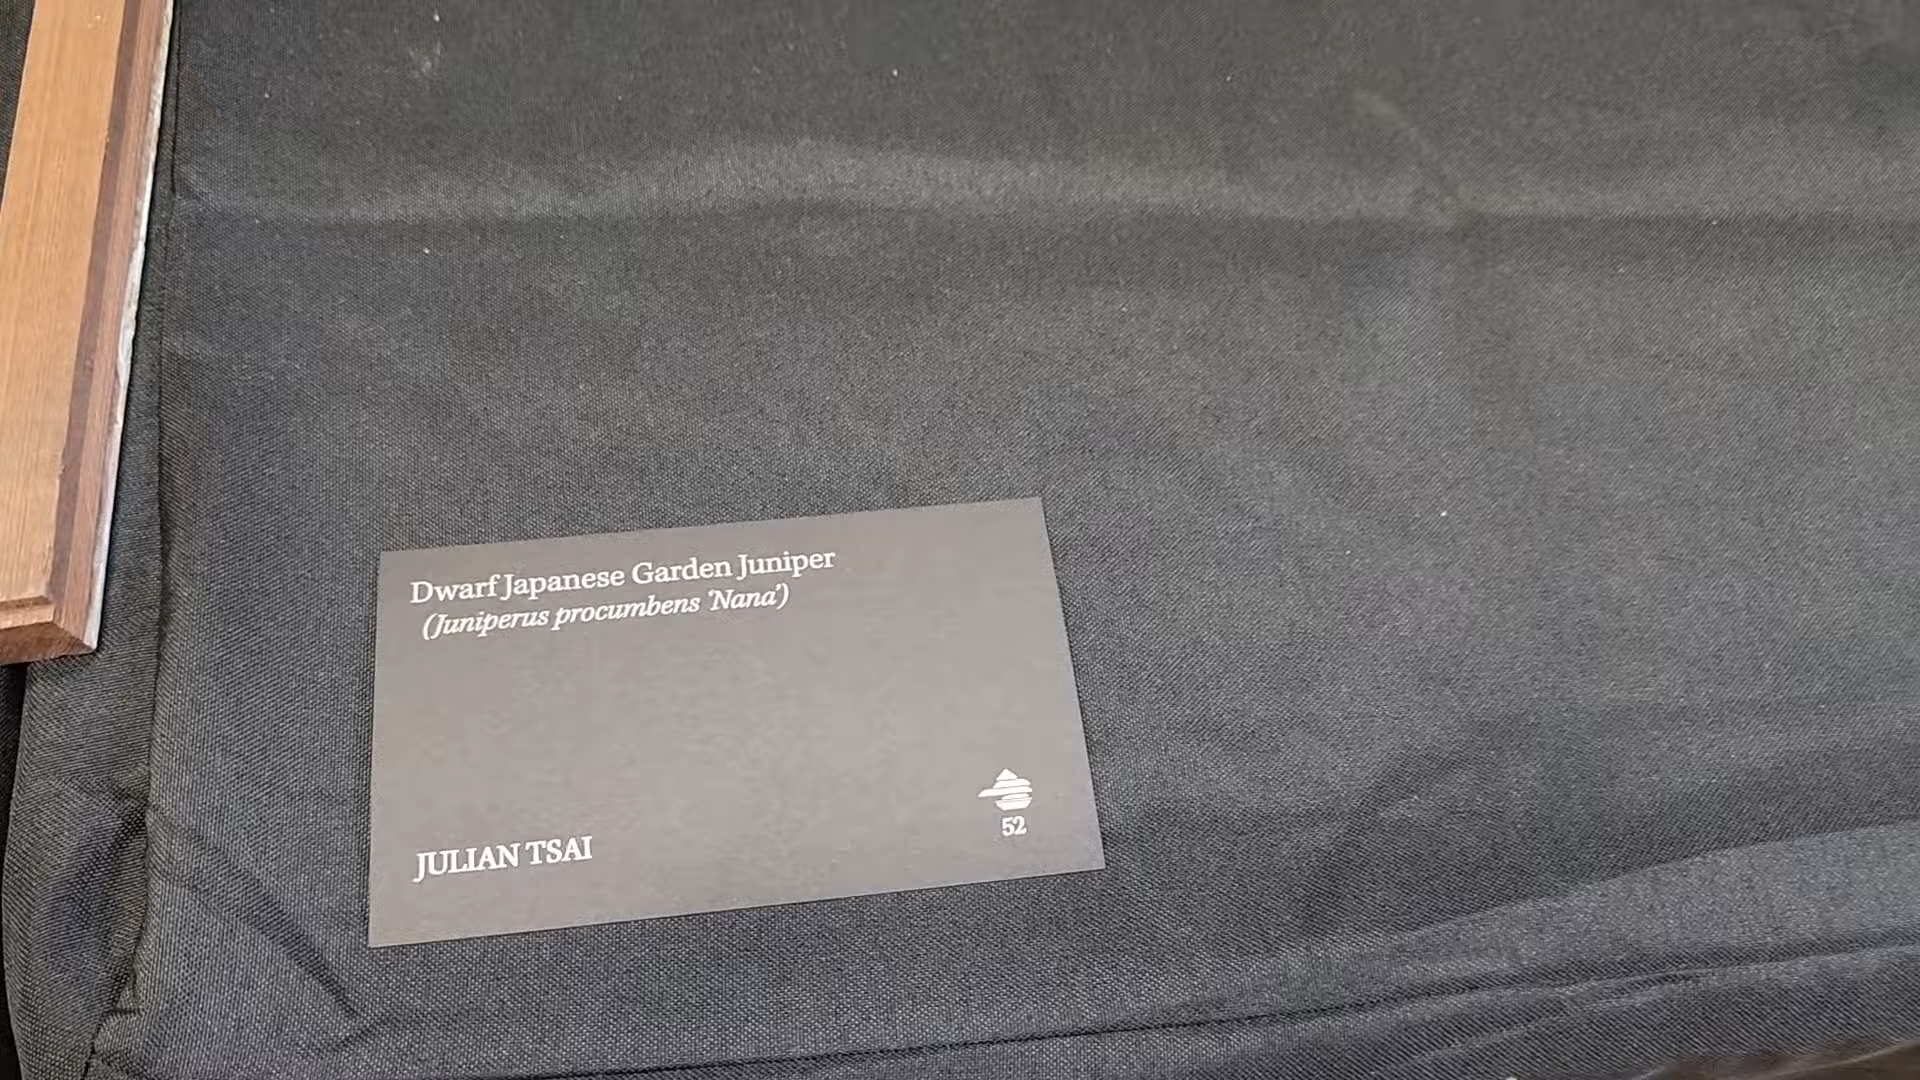 Dwarf Japanese Garden Juniper
(Juniperus procumbens ‘Nana’)
JULIAN TSAI
52